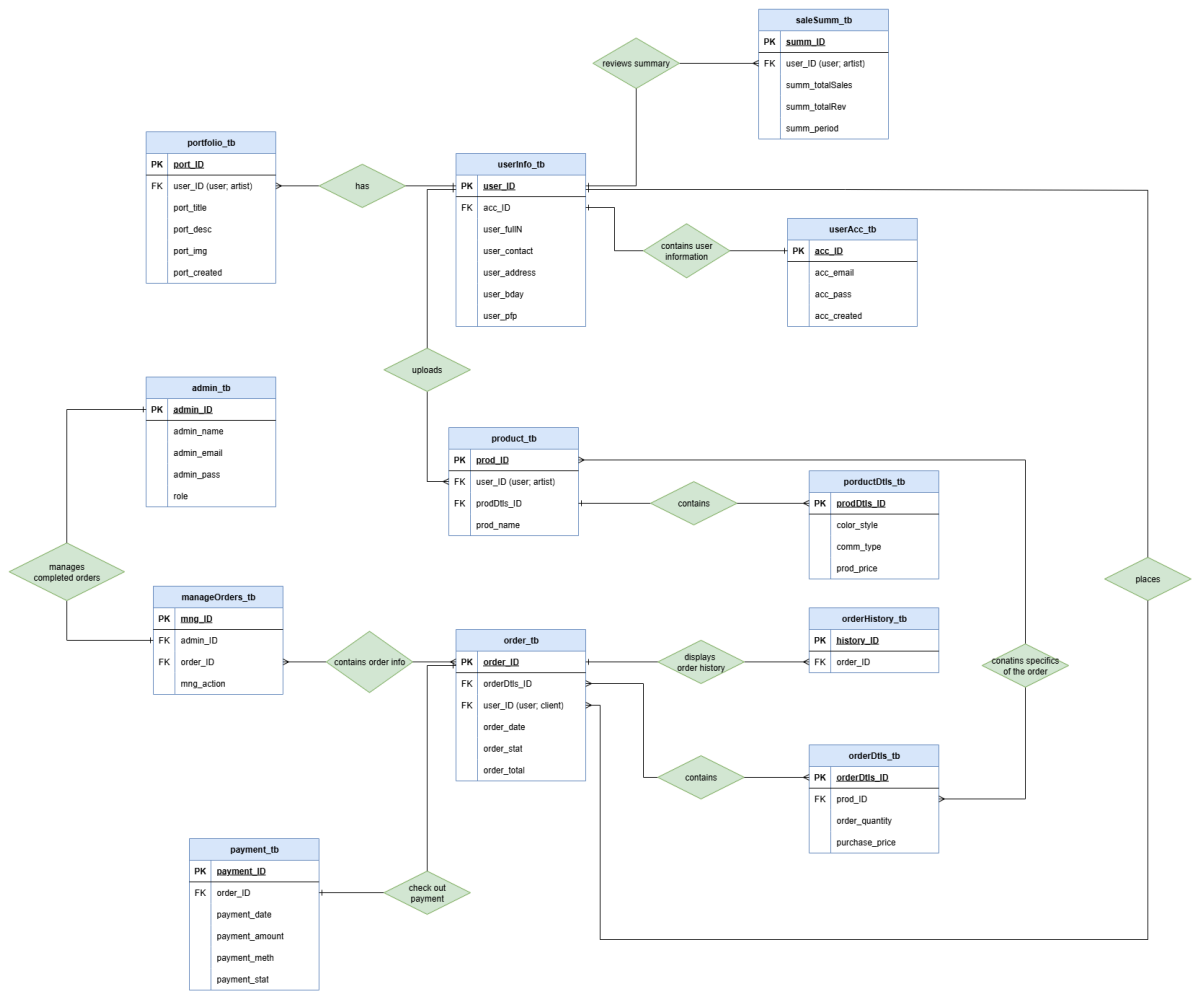 saleSumm_tb
PK summ_ID
FK user_ID (user; artist)
summ_totalSales
summ_totalRev
summ_period
reviews summary
portfolio_tb
PK port_ID
FK user_ID (user; artist)
port_title
port_desc
port_img
port_created
has
userInfo_tb
PK user_ID
FK acc_ID
user_fullN
user_contact
user_address
user_bday
user_pfp
contains user
information
userAcc_tb
PK acc_ID
acc_email
acc_pass
acc_created
uploads
admin_tb
PK admin_ID
admin_name
admin_email
admin_pass
role
product_tb
PK prod_ID
FK user_ID (user; artist)
FK prodDtls_ID
prod_name
contains
porductDtls_tb
PK prodDtls_ID
color_style
comm_type
prod_price
manages
completed orders
places
manageOrders_tb
PK mng_ID
FK admin_ID
FK order_ID
mng_action
contains order info
order_tb
PK order_ID
FK orderDtls_ID
FK user_ID (user; client)
order_date
order_stat
order_total
displays
order history
orderHistory_tb
PK history_ID
FK order_ID
conatins specifics
of the order
contains
orderDtls_tb
PK orderDtls_ID
FK prod_ID
order_quantity
purchase_price
payment_tb
PK payment_ID
FK order_ID
payment_date
payment_amount
payment_meth
payment_stat
check out
payment